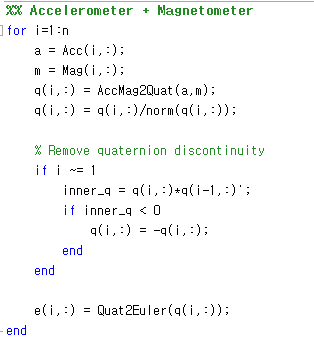 %% Accelerometer + Magnetometer
for i=1:n
    a = Acc(i,:);
    m = Mag(i,:);
    q(i,:) = AccMag2Quat(a,m);
    q(i,:) = q(i,:)/norm(q(i,:));

    % Remove quaternion discontinuity
    if i ~= 1
        inner_q = q(i,:)*q(i-1,:)';
        if inner_q < 0
            q(i,:) = -q(i,:);
        end
    end

    e(i,:) = Quat2Euler(q(i,:));
end